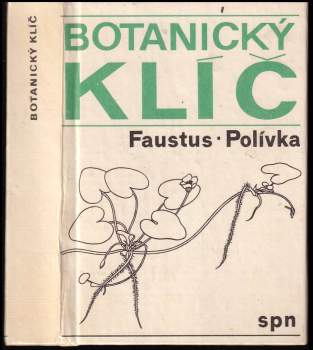 BOTANICKÝ KLÍČ
BOTANICKÝ
KLÍČ
Faustus · Polívka
spn